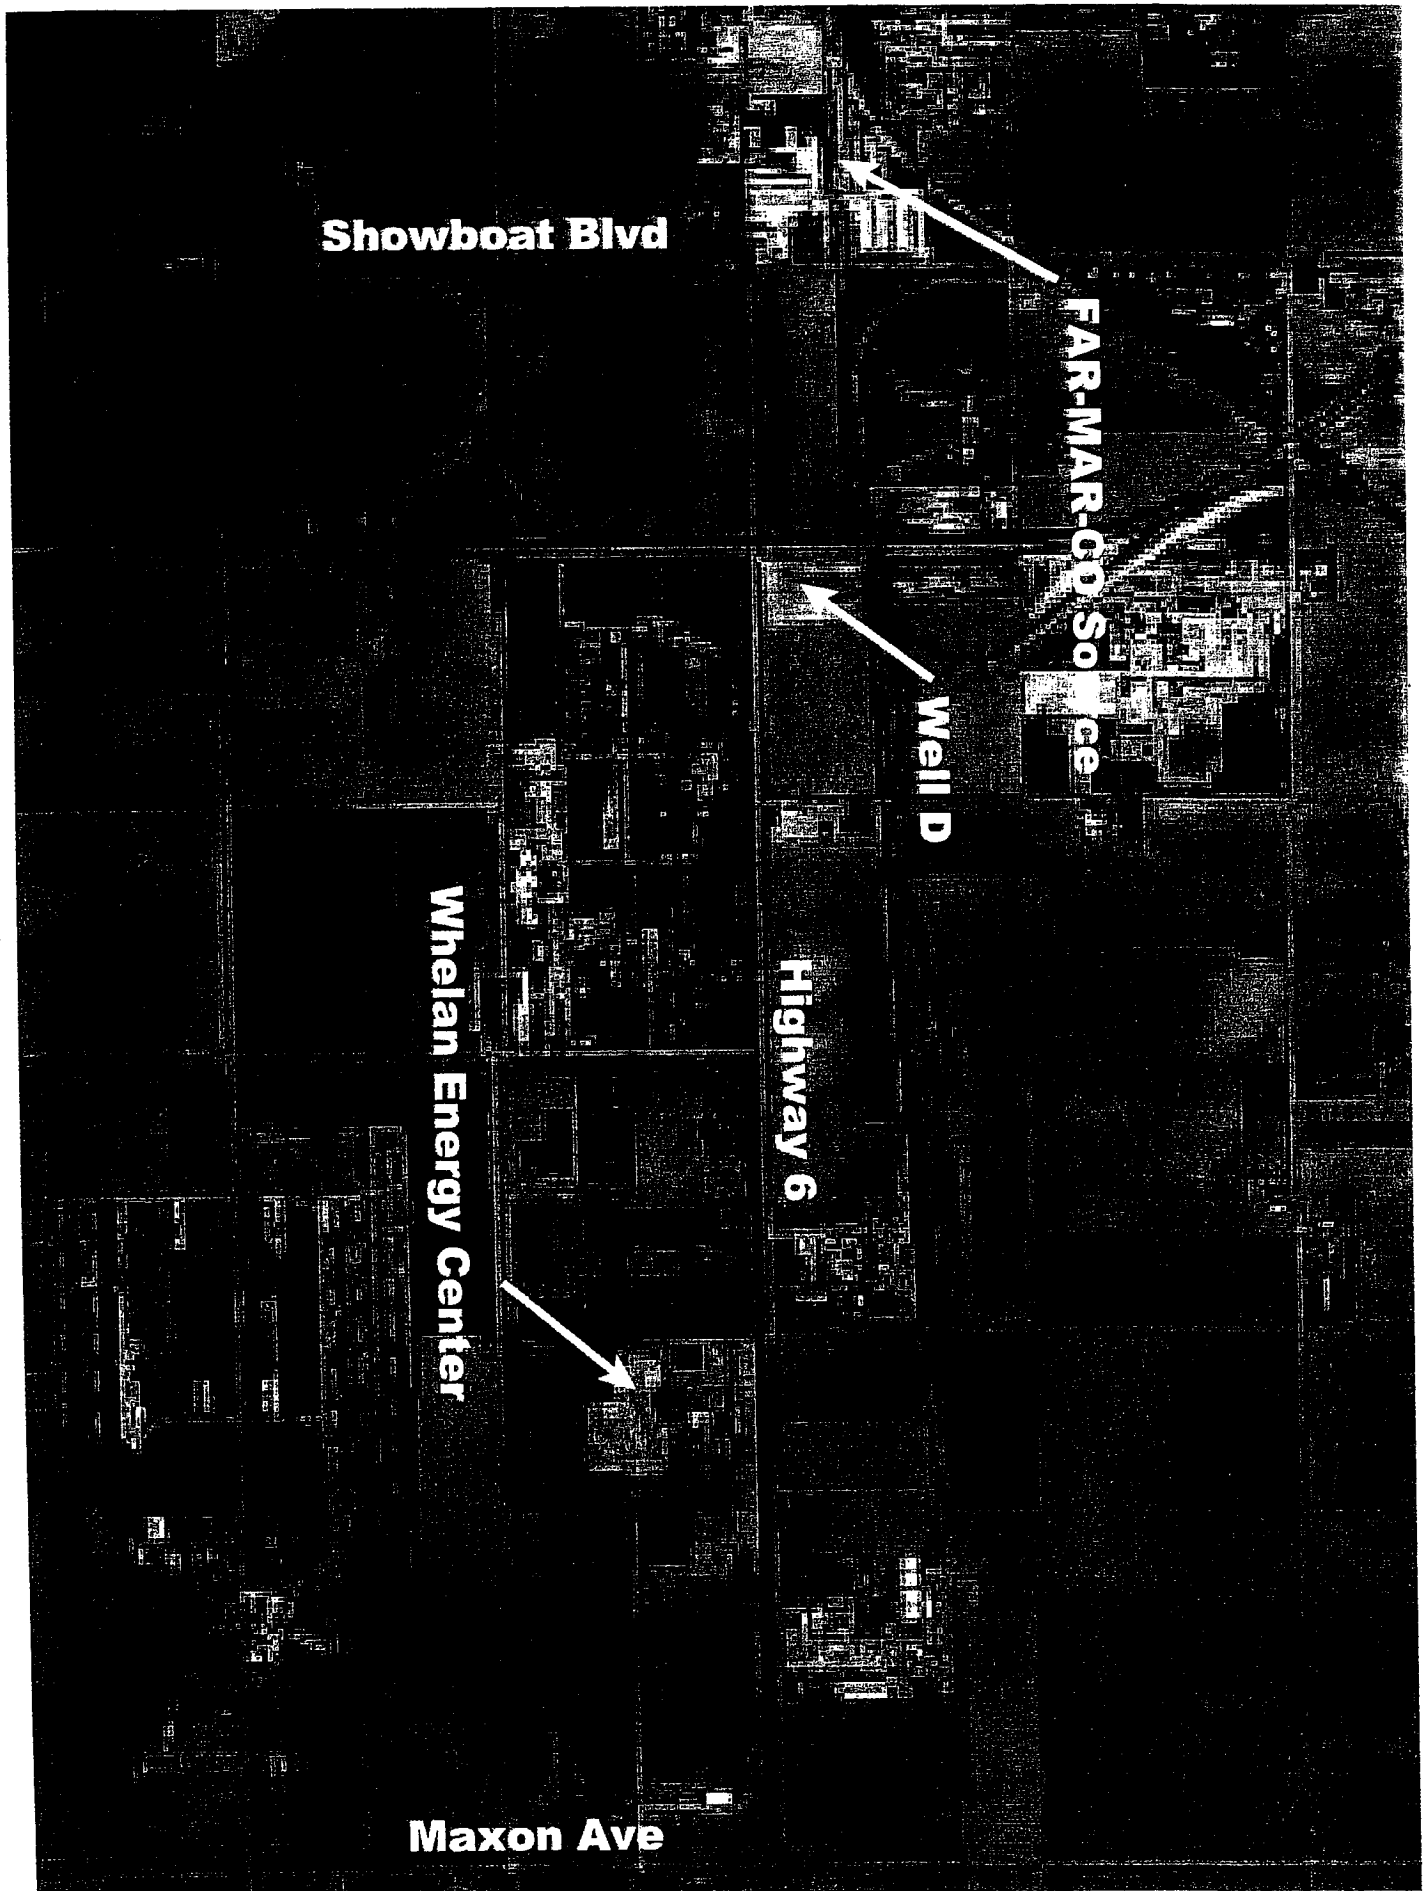 Showboat Blvd
FAR-MAR-CO Source
Well D
Highway 6
Whelan Energy Center
Maxon Ave